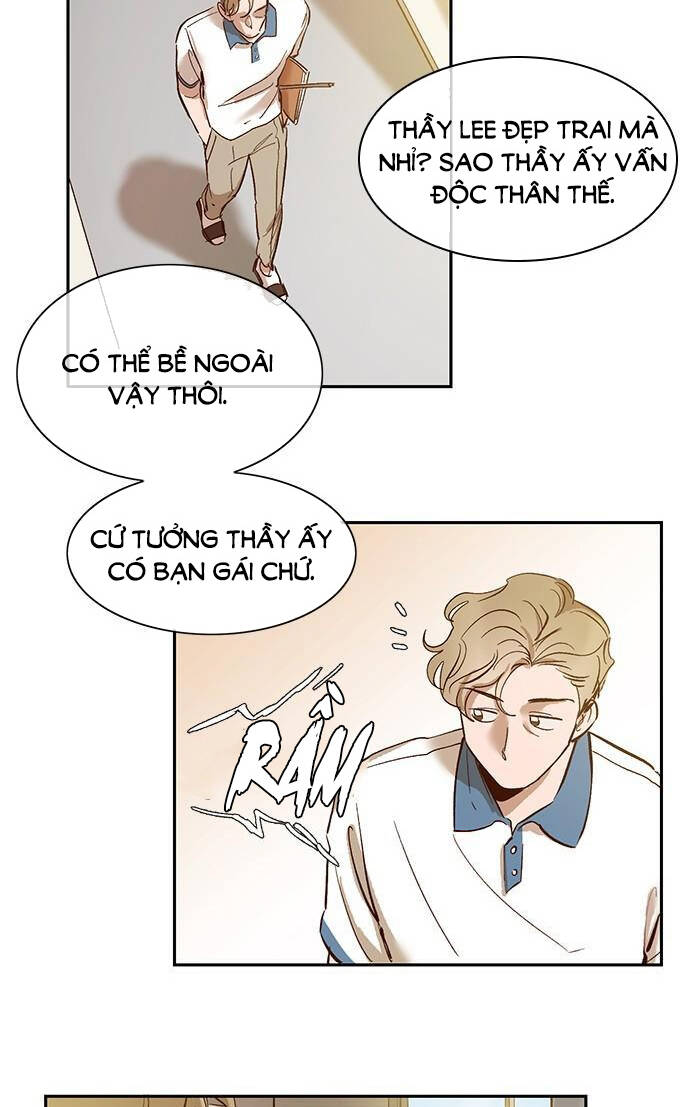 THẦY LEE ĐẸP TRAI MÀ
NHỈ? SAO THẦY ẤY VẪN
ĐỘC THÂN THẾ.
CÓ THỂ BỀ NGOÀI
VẬY THÔI.
CỨ TƯỞNG THẦY ẤY
CÓ BẠN GÁI CHỨ.
RẦM